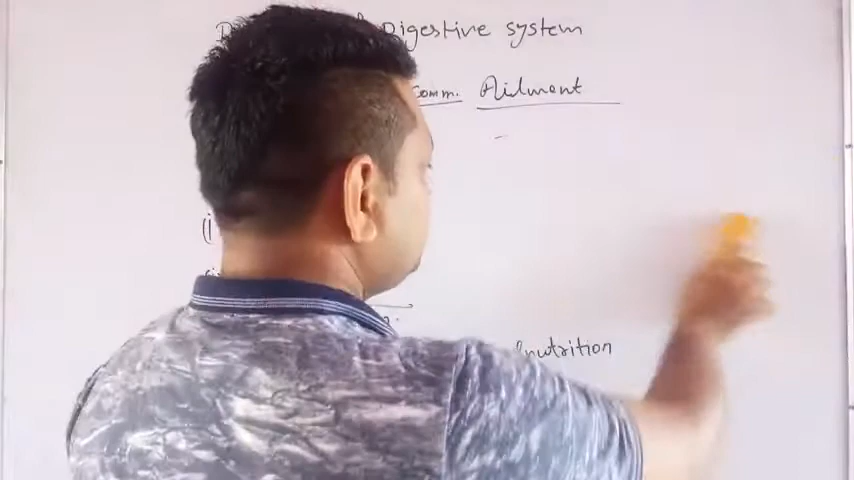 Digestive system
Comm. Ailment
(i
nutrition